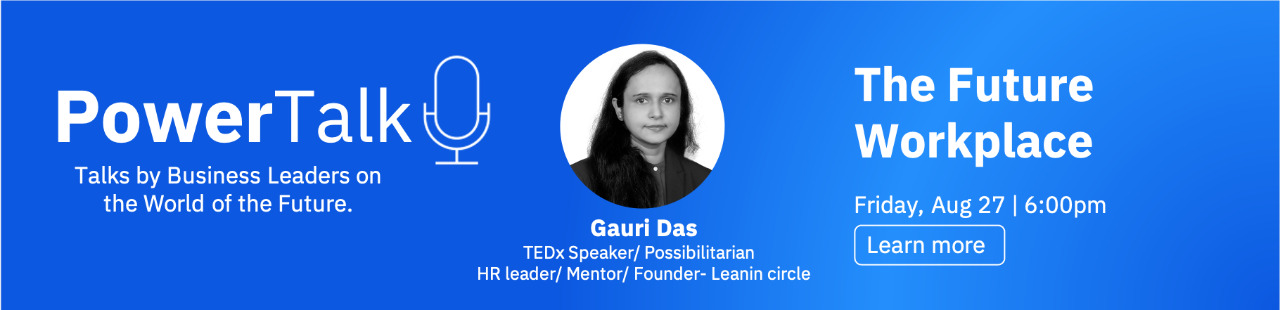 PowerTalk
Talks by Business Leaders on
the World of the Future.
Gauri Das
TEDx Speaker/ Possibilitarian
HR leader/ Mentor/ Founder- Leanin circle
The Future
Workplace
Friday, Aug 27 | 6:00pm
Learn more